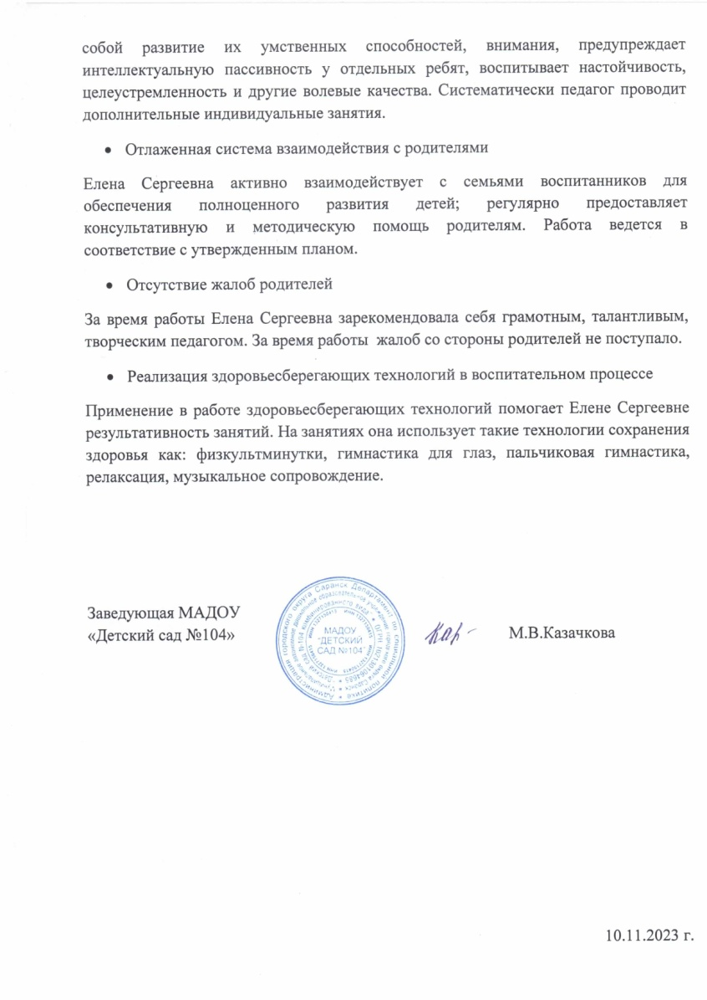 собой развитие их умственных способностей, внимания, предупреждает
интеллектуальную пассивность у отдельных ребят, воспитывает настойчивость,
целеустремленность и другие волевые качества. Систематически педагог проводит
дополнительные индивидуальные занятия.
• Отлаженная система взаимодействия с родителями
Елена Сергеевна активно взаимодействует с семьями воспитанников для
обеспечения полноценного развития детей; регулярно предоставляет
консультативную и методическую помощь родителям. Работа ведется в
соответствие с утвержденным планом.
• Отсутствие жалоб родителей
За время работы Елена Сергеевна зарекомендовала себя грамотным, талантливым,
творческим педагогом. За время работы жалоб со стороны родителей не поступало.
• Реализация здоровьесберегающих технологий в воспитательном процессе
Применение в работе здоровьесберегающих технологий помогает Елене Сергеевне
результативность занятий. На занятиях она использует такие технологии сохранения
здоровья как: физкультминутки, гимнастика для глаз, пальчиковая гимнастика,
релаксация, музыкальное сопровождение.
Заведующая МАДОУ
«Детский сад №104»
МАДОУ
"ДЕТСКИЙ
САД №104"
М.В.Казачкова
10.11.2023 г.